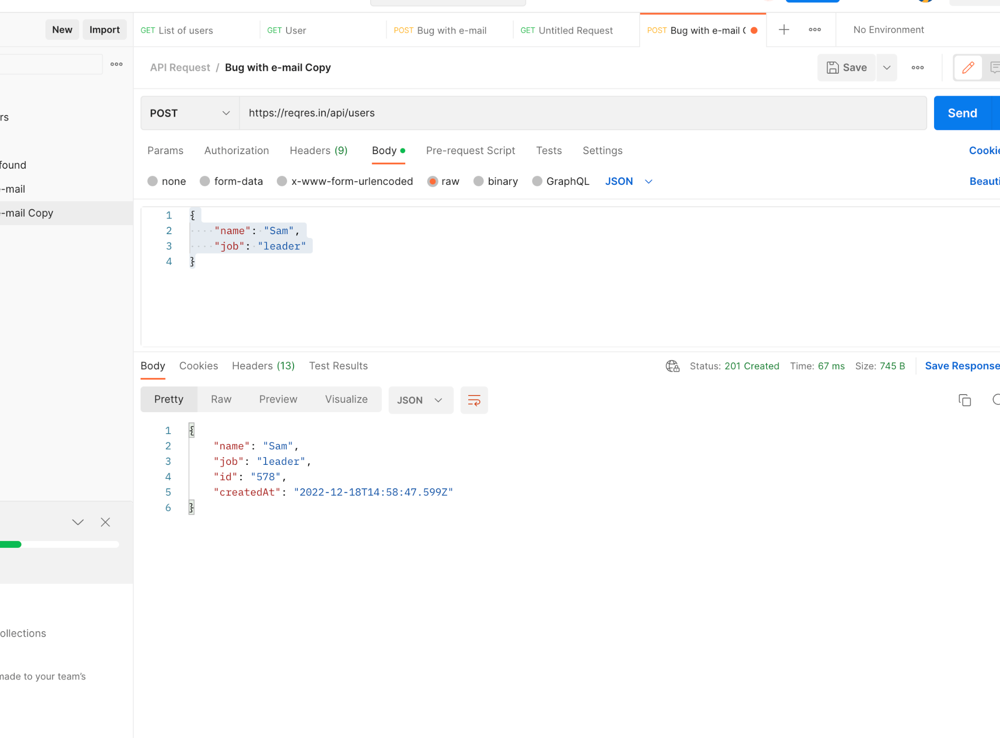 New Import GET List of users GET User POST Bug with e-mail GET Untitled Request POST Bug with e-mail No Environment
API Request / Bug with e-mail Copy Save
POST https://reqres.in/api/users Send
rs
Params Authorization Headers (9) Body Pre-request Script Tests Settings Cookie
found
none form-data x-www-form-urlencoded raw binary GraphQL JSON Beauti
-mail
e-mail Copy
1 {
2 "name": "Sam",
3 "job": "leader"
4 }
Body Cookies Headers (13) Test Results Status: 201 Created Time: 67 ms Size: 745 B Save Response
Pretty Raw Preview Visualize JSON
1 {
2 "name": "Sam",
3 "job": "leader",
4 "id": "578",
5 "createdAt": "2022-12-18T14:58:47.599Z"
6 }
ollections
made to your team's